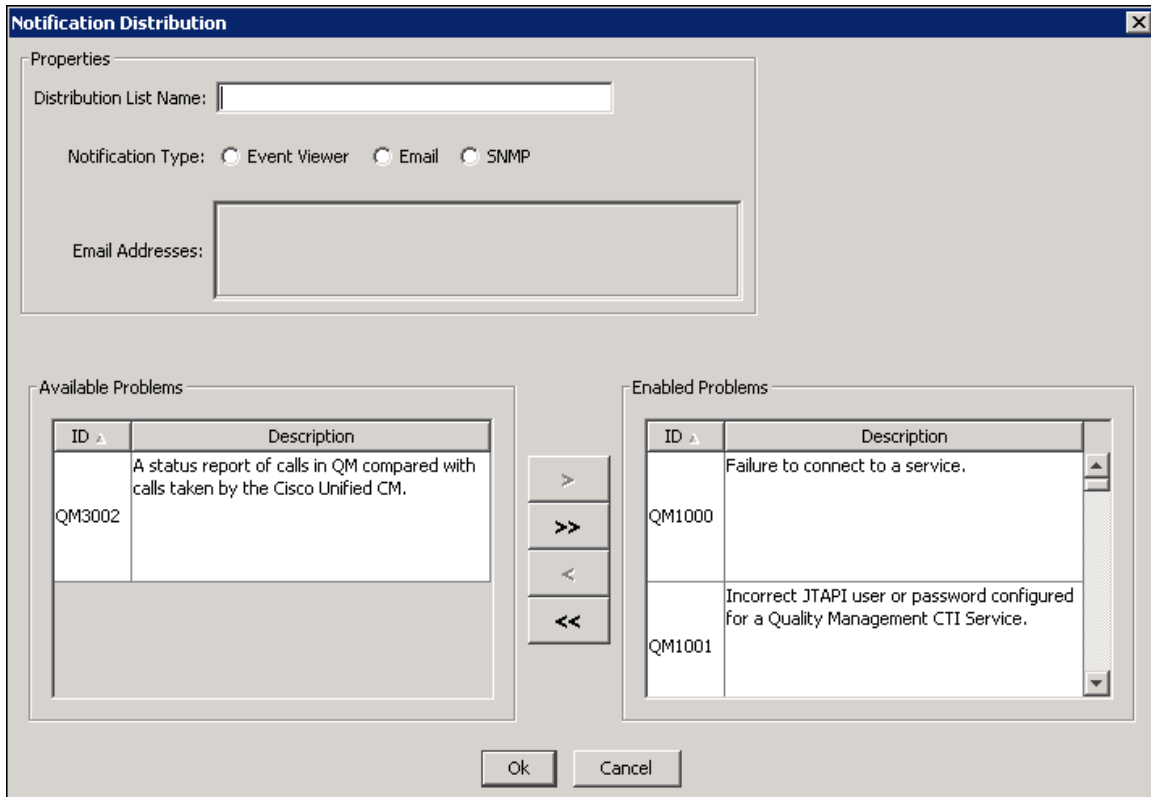 Notification Distribution
Properties
Distribution List Name:
Notification Type: Event Viewer Email SNMP
Email Addresses:
Available Problems
ID Description
QM3002
A status report of calls in QM compared with
calls taken by the Cisco Unified CM.
>
>>
<
<<
Enabled Problems
ID Description
QM1000
Failure to connect to a service.
QM1001
Incorrect JTAPI user or password configured
for a Quality Management CTI Service.
Ok Cancel